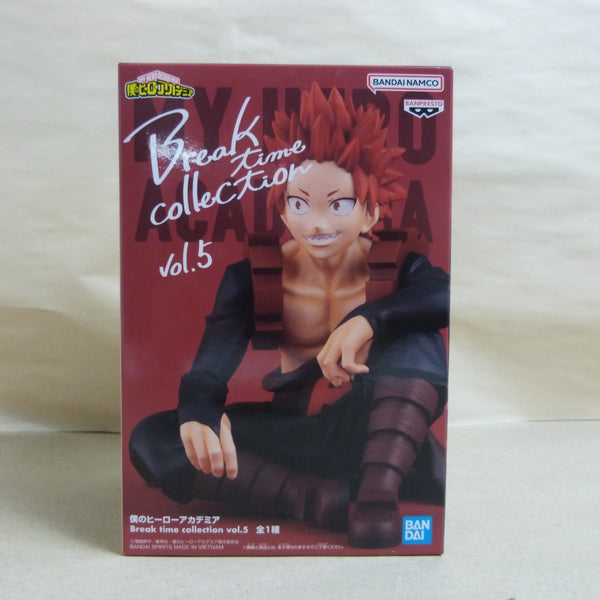 僕のヒーローアカデミア
BANDAI NAMCO
BANPRESTO
MY HERO
ACADEMIA
Break
time
collection
vol.5
僕のヒーローアカデミア
Break time collection vol.5 全1種
BANDAI SPIRITS MADE IN VIETNAM
BAN
DAI